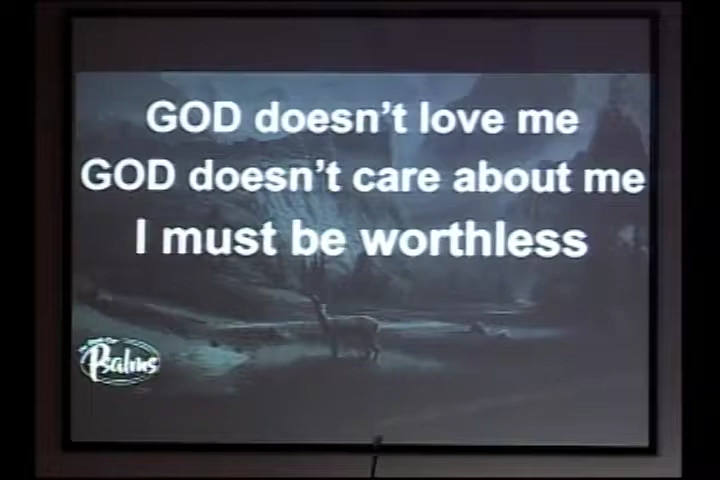 GOD doesn't love me
GOD doesn't care about me
I must be worthless
Psalms